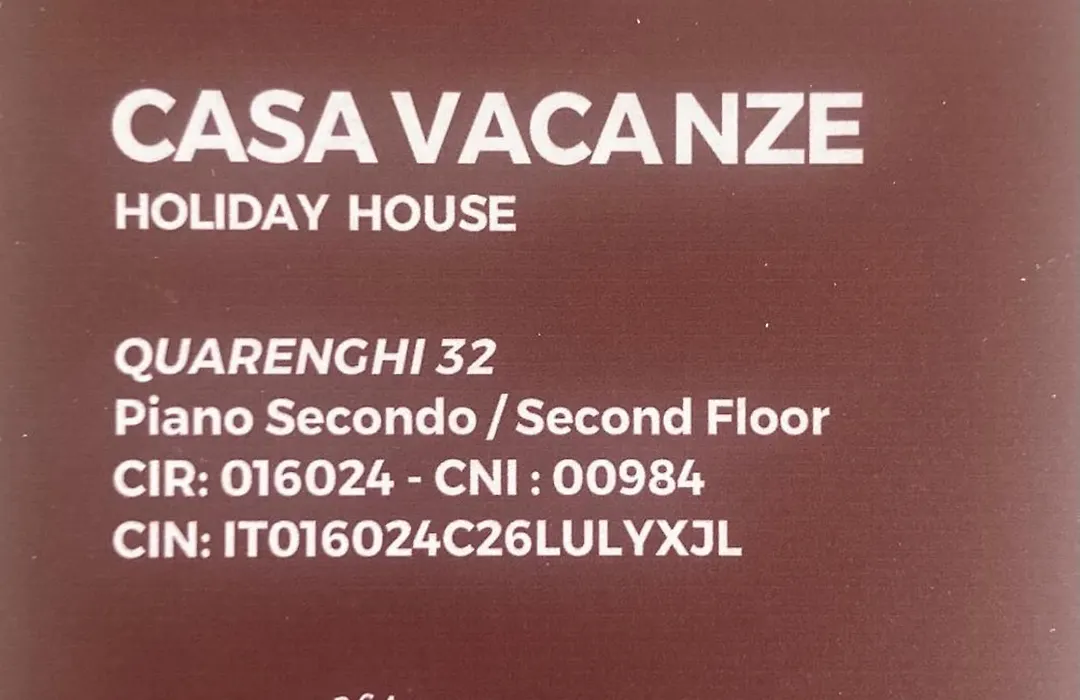 CASA VACANZE
HOLIDAY HOUSE
QUARENGHI 32
Piano Secondo / Second Floor
CIR: 016024 - CNI : 00984
CIN: IT016024C26LULYXJL